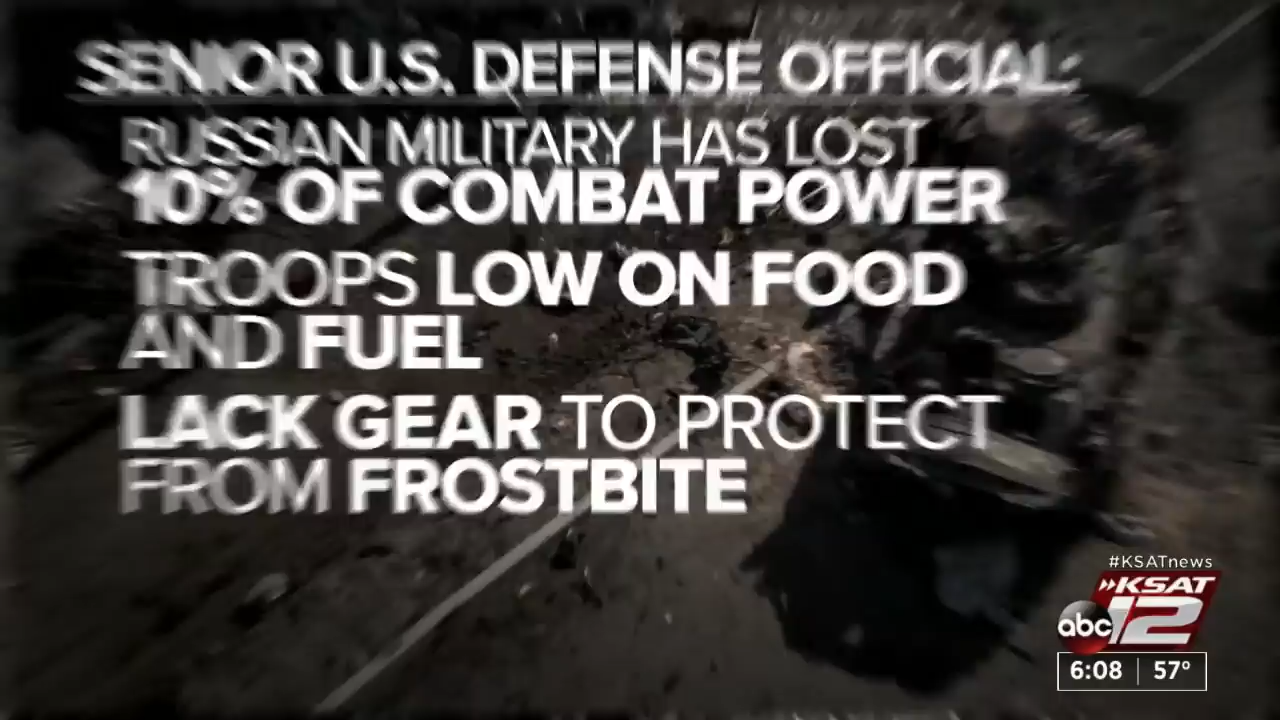 SENIOR U.S. DEFENSE OFFICIAL:
RUSSIAN MILITARY HAS LOST
10% OF COMBAT POWER
TROOPS LOW ON FOOD
AND FUEL
LACK GEAR TO PROTECT
FROM FROSTBITE
#KSATnews
KSAT
abc 12
6:08 57°